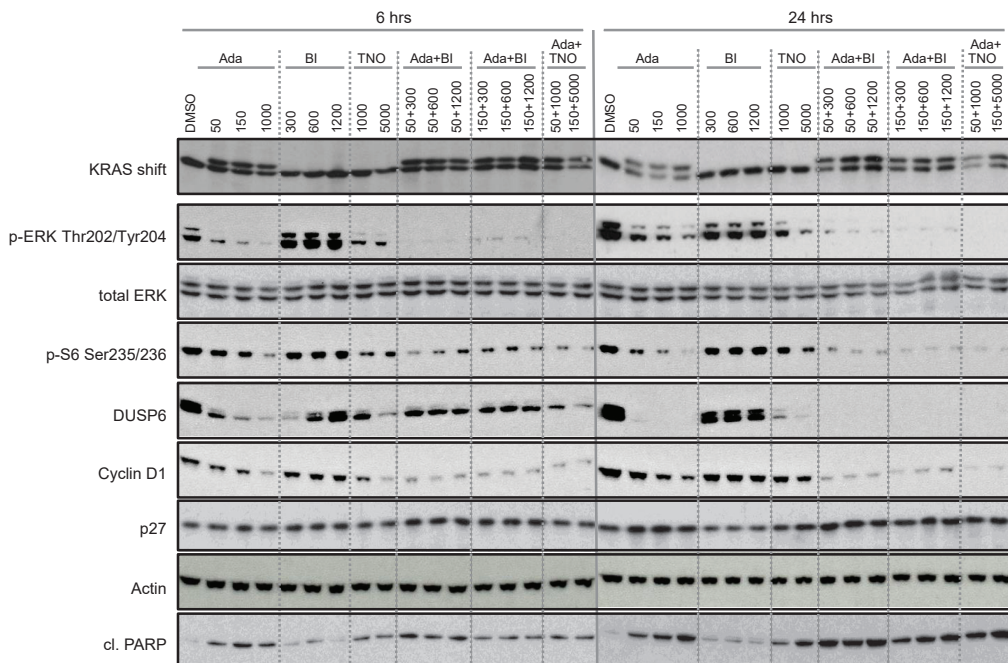 6 hrs 24 hrs
Ada BI TNO Ada+BI Ada+BI Ada+ TNO Ada BI TNO Ada+BI Ada+BI Ada+ TNO
DMSO 50 150 1000 300 600 1200 1000 5000 50+300 50+600 50+1200 150+300 150+600 150+1200 50+1000 150+5000 DMSO 50 150 1000 300 600 1200 1000 5000 50+300 50+600 50+1200 150+300 150+600 150+1200 50+1000 150+5000
KRAS shift
p-ERK Thr202/Tyr204
total ERK
p-S6 Ser235/236
DUSP6
Cyclin D1
p27
Actin
cl. PARP